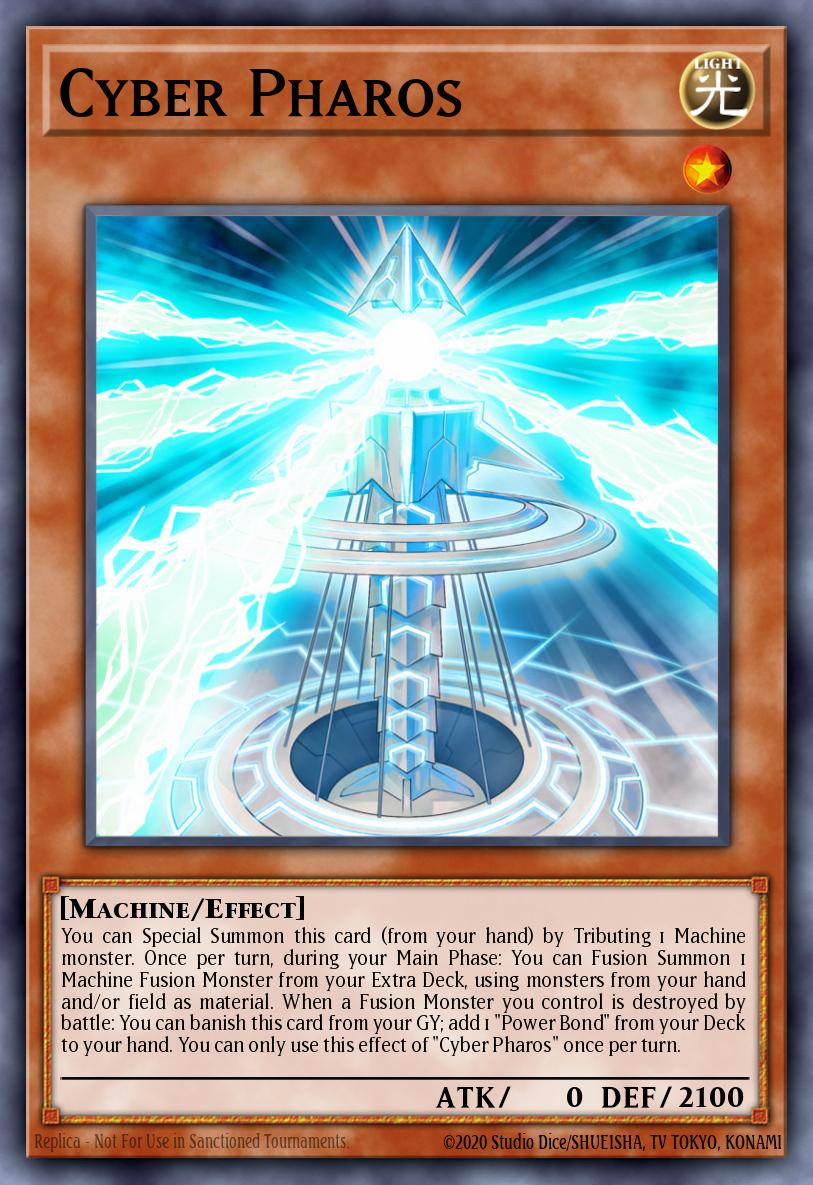 Cyber Pharos
LIGHT
光
[Machine/Effect]
You can Special Summon this card (from your hand) by Tributing 1 Machine
monster. Once per turn, during your Main Phase: You can Fusion Summon 1
Machine Fusion Monster from your Extra Deck, using monsters from your hand
and/or field as material. When a Fusion Monster you control is destroyed by
battle: You can banish this card from your GY; add 1 "Power Bond" from your Deck
to your hand. You can only use this effect of "Cyber Pharos" once per turn.
ATK/ 0 DEF/2100
Replica - Not For Use in Sanctioned Tournaments. ©2020 Studio Dice/SHUEISHA, TV TOKYO, KONAMI